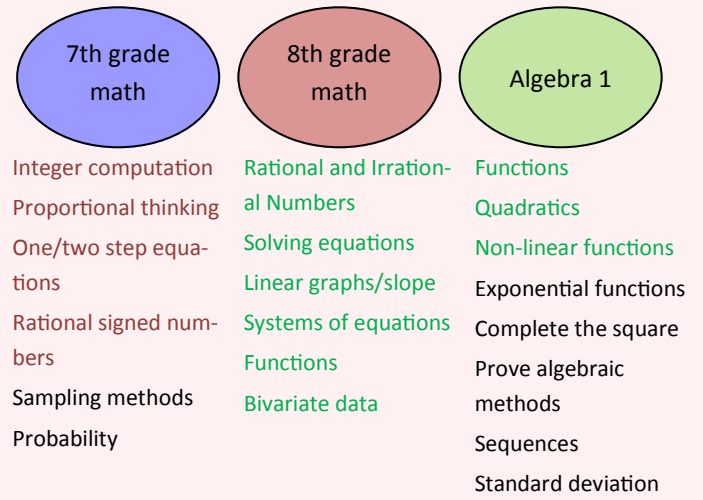 7th grade
math
8th grade
math
Algebra 1
Integer computation
Proportional thinking
One/two step equa-
tions
Rational signed num-
bers
Sampling methods
Probability
Rational and Irration-
al Numbers
Solving equations
Linear graphs/slope
Systems of equations
Functions
Bivariate data
Functions
Quadratics
Non-linear functions
Exponential functions
Complete the square
Prove algebraic
methods
Sequences
Standard deviation